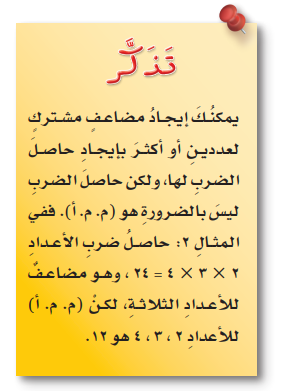 تَذَكَّرْ
يمكنُكَ إيجادُ مضاعفٍ مشتركٍ
لعددينِ أو أكثرَ بإيجادِ حاصلَ
الضربِ لها، ولكن حاصلَ الضربِ
ليسَ بالضرورةِ هو (م. م. أ). ففي
المثالِ ٢: حاصلُ ضربِ الأعدادِ
٢ × ٣ × ٤ = ٢٤ ، وهو مضاعفٌ
للأعدادِ الثلاثةِ، لكنْ (م. م. أ)
للأعدادِ ٢ ، ٣ ، ٤ هو ١٢.